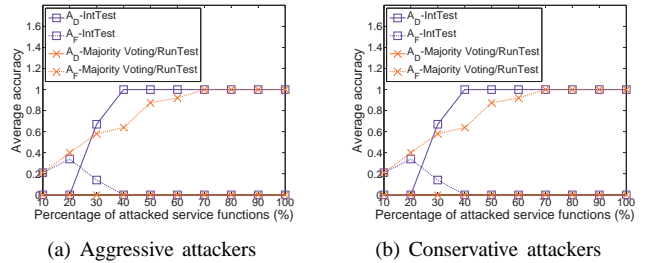 A_D-IntTest
A_F-IntTest
A_D-Majority Voting/RunTest
A_F-Majority Voting/RunTest
Average accuracy
1.6
1.4
1.2
1
0.8
0.6
0.4
0.2
0
10 20 30 40 50 60 70 80 90 100
Percentage of attacked service functions (%)
(a) Aggressive attackers
A_D-IntTest
A_F-IntTest
A_D-Majority Voting/RunTest
A_F-Majority Voting/RunTest
Average accuracy
1.6
1.4
1.2
1
0.8
0.6
0.4
0.2
0
10 20 30 40 50 60 70 80 90 100
Percentage of attacked service functions (%)
(b) Conservative attackers